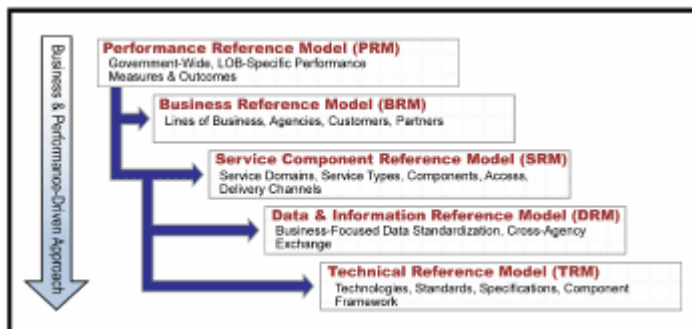 Business & Performance-Driven Approach
Performance Reference Model (PRM)
Government-Wide, LOB-Specific Performance
Measures & Outcomes
Business Reference Model (BRM)
Lines of Business, Agencies, Customers, Partners
Service Component Reference Model (SRM)
Service Domains, Service Types, Components, Access,
Delivery Channels
Data & Information Reference Model (DRM)
Business-Focused Data Standardization, Cross-Agency
Exchange
Technical Reference Model (TRM)
Technologies, Standards, Specifications, Component
Framework